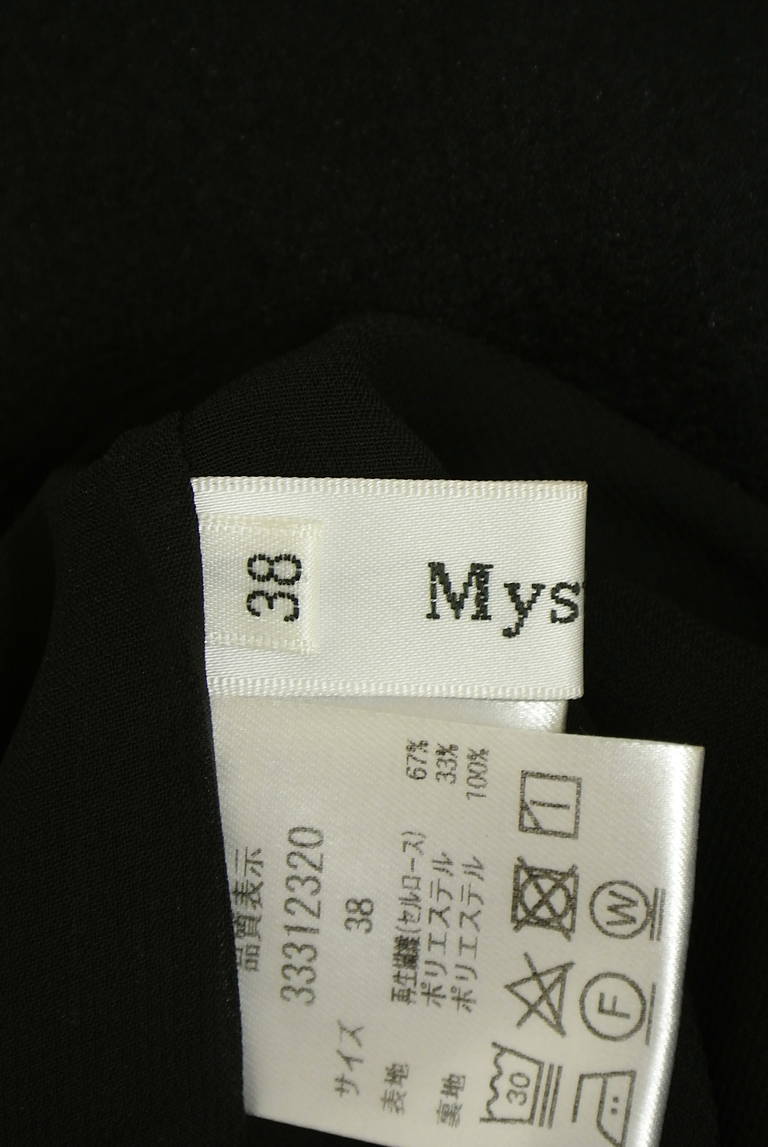 38
Mys
品質表示
33312320
サイズ 38
表地 再生繊維(セルロース) 67%
ポリエステル 33%
裏地 ポリエステル 100%
30
F
W